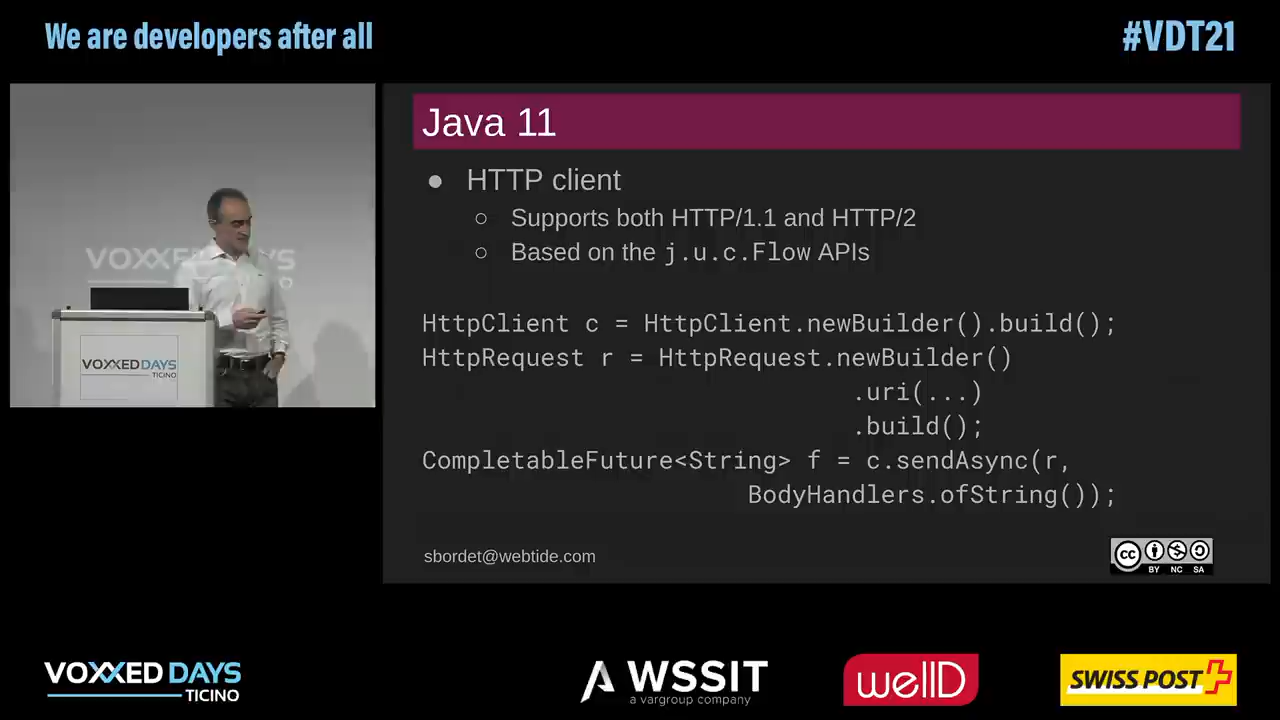 We are developers after all
#VDT21
VOXXED DAYS
VOXXEDDAYS
TICINO
Java 11
● HTTP client
○ Supports both HTTP/1.1 and HTTP/2
○ Based on the j.u.c.Flow APIs
HttpClient c = HttpClient.newBuilder().build();
HttpRequest r = HttpRequest.newBuilder()
.uri(...)
.build();
CompletableFuture<String> f = c.sendAsync(r,
BodyHandlers.ofString());
sbordet@webtide.com
cc
BY NC SA
VOXXED DAYS
TICINO
WSSIT
a vargroup company
wellD
SWISS POST